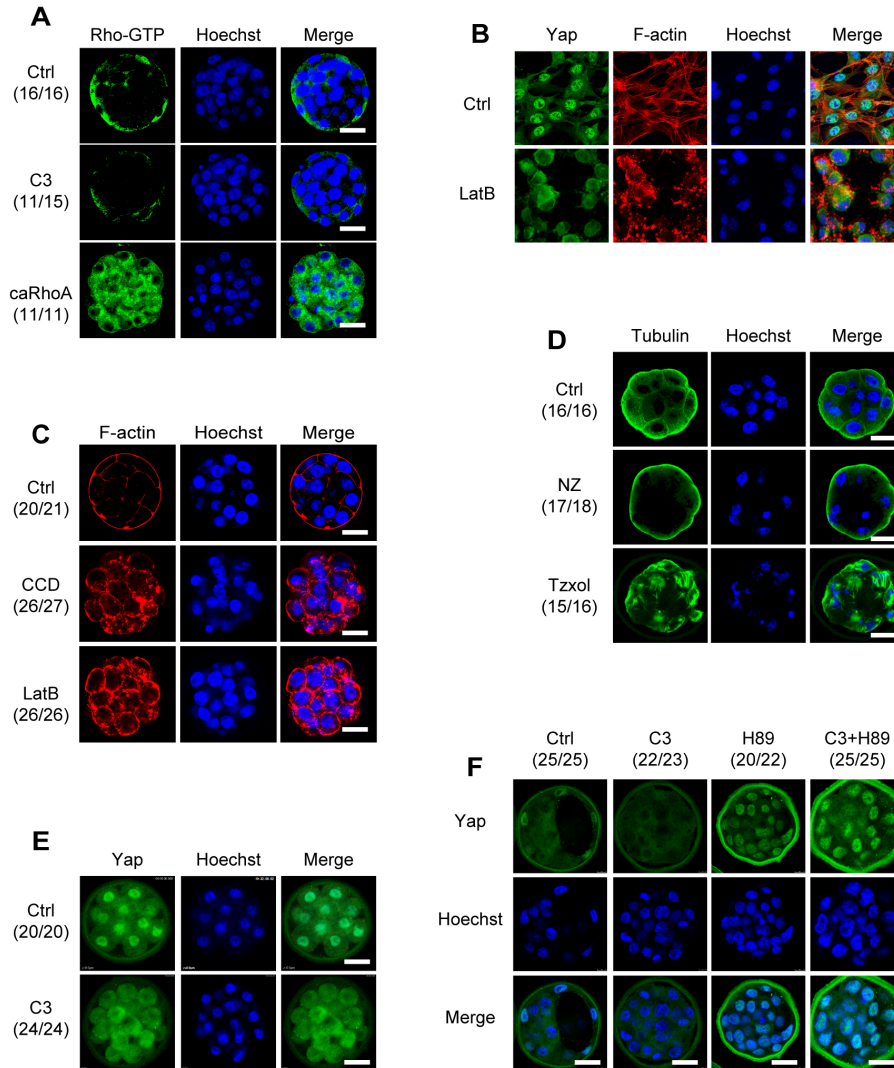 A
Rho-GTP Hoechst Merge
Ctrl
(16/16)
C3
(11/15)
caRhoA
(11/11)
B
Yap F-actin Hoechst Merge
Ctrl
LatB
C
F-actin Hoechst Merge
Ctrl
(20/21)
CCD
(26/27)
LatB
(26/26)
D
Tubulin Hoechst Merge
Ctrl
(16/16)
NZ
(17/18)
Tzxol
(15/16)
E
Yap Hoechst Merge
Ctrl
(20/20)
C3
(24/24)
F
Ctrl C3 H89 C3+H89
(25/25) (22/23) (20/22) (25/25)
Yap
Hoechst
Merge